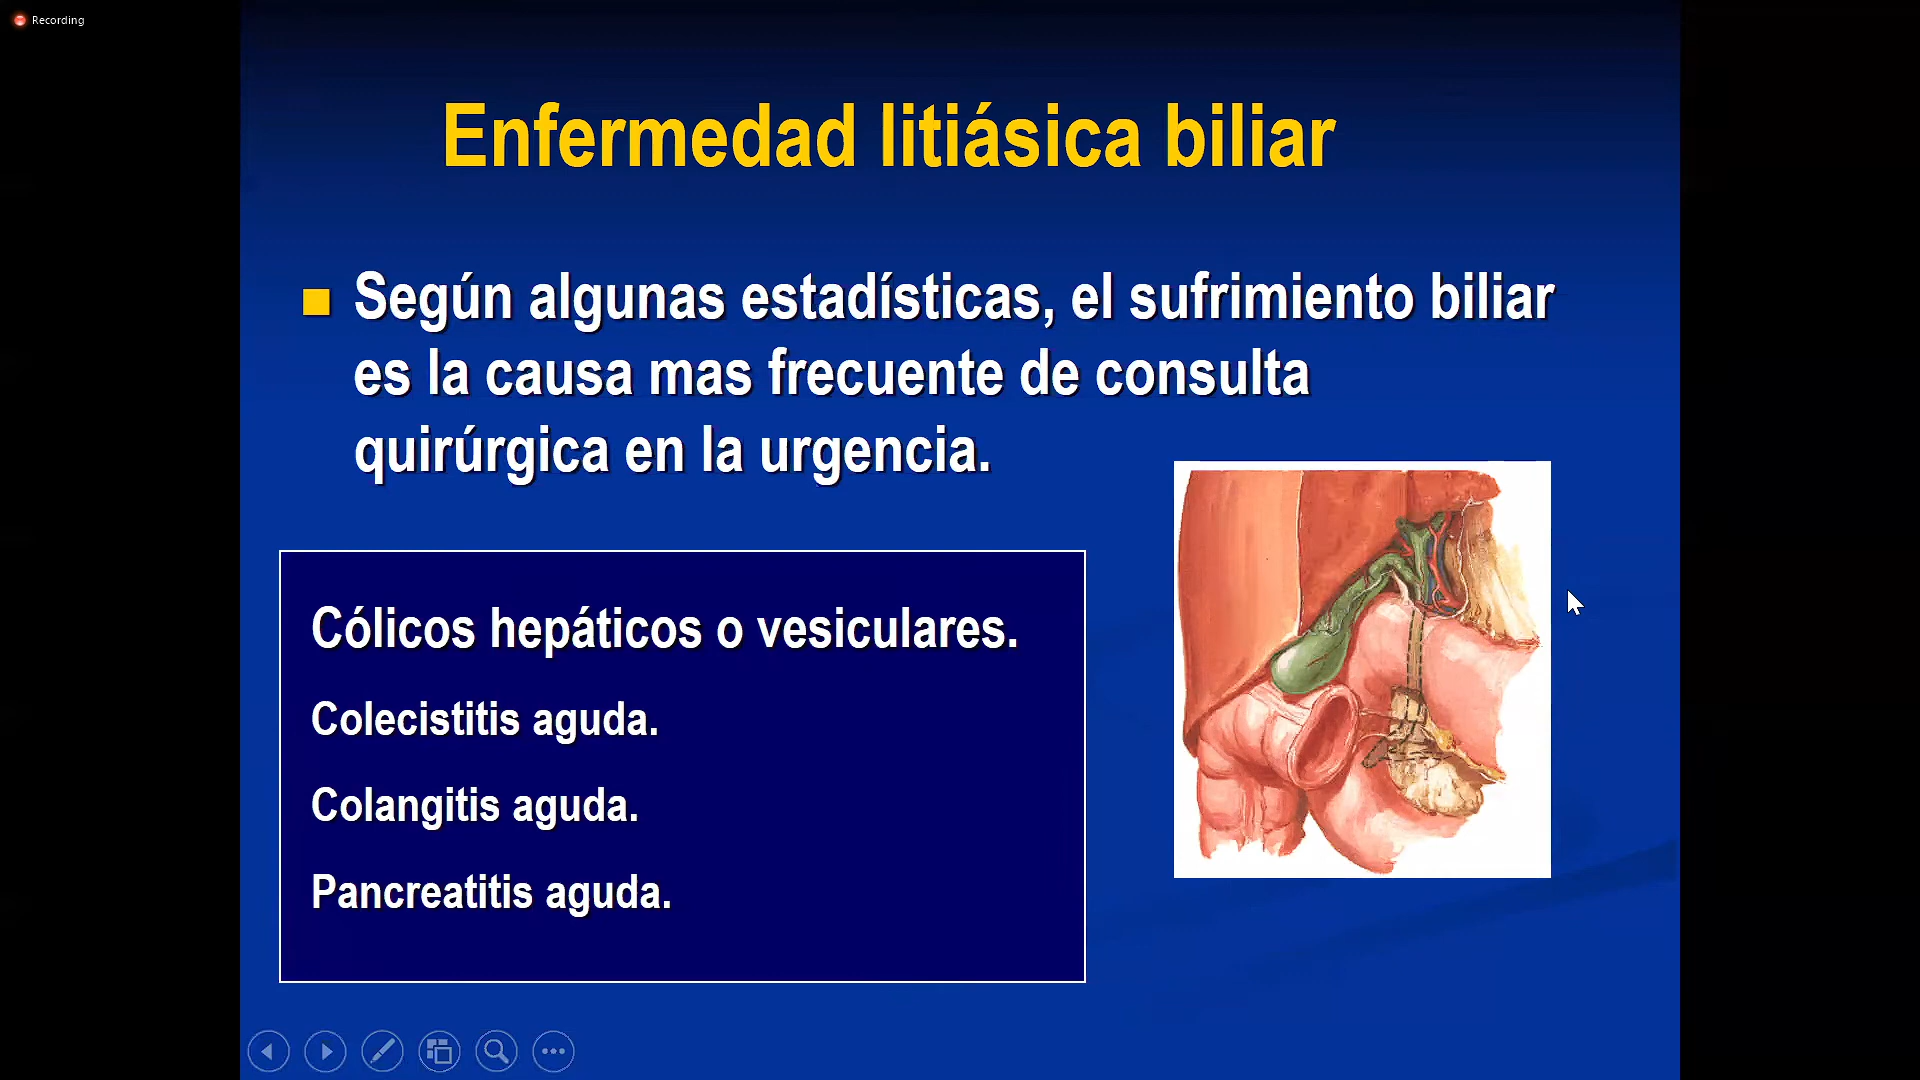 Recording
Enfermedad litiásica biliar
Según algunas estadísticas, el sufrimiento biliar
es la causa mas frecuente de consulta
quirúrgica en la urgencia.
Cólicos hepáticos o vesiculares.
Colecistitis aguda.
Colangitis aguda.
Pancreatitis aguda.